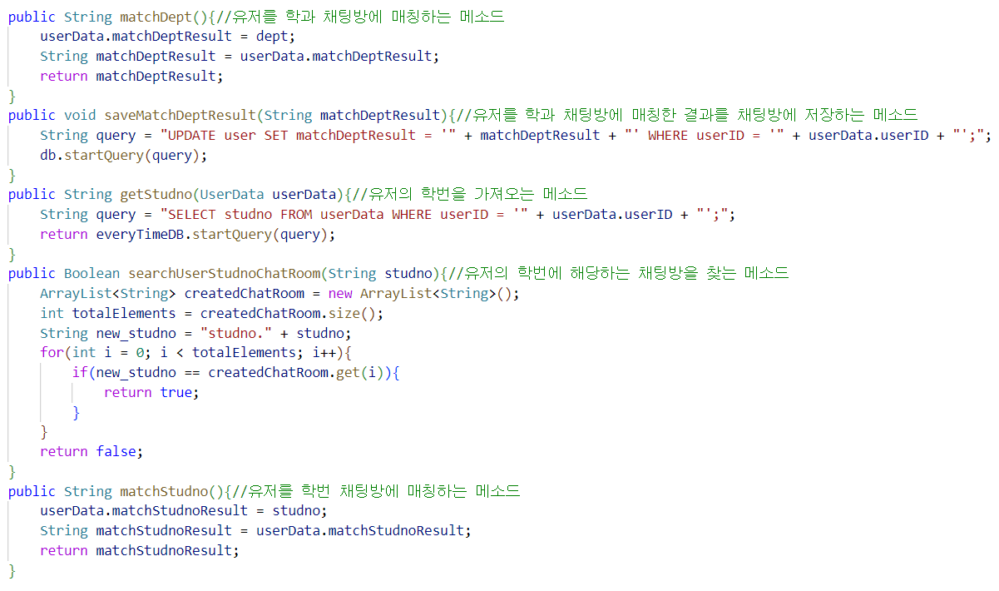 public String matchDept(){//유저를 학과 채팅방에 매칭하는 메소드
    userData.matchDeptResult = dept;
    String matchDeptResult = userData.matchDeptResult;
    return matchDeptResult;
}
public void saveMatchDeptResult(String matchDeptResult){//유저를 학과 채팅방에 매칭한 결과를 채팅방에 저장하는 메소드
    String query = "UPDATE user SET matchDeptResult = '" + matchDeptResult + "' WHERE userID = '" + userData.userID + "';";
    db.startQuery(query);
}
public String getStudno(UserData userData){//유저의 학번을 가져오는 메소드
    String query = "SELECT studno FROM userData WHERE userID = '" + userData.userID + "';";
    return everyTimeDB.startQuery(query);
}
public Boolean searchUserStudnoChatRoom(String studno){//유저의 학번에 해당하는 채팅방을 찾는 메소드
    ArrayList<String> createdChatRoom = new ArrayList<String>();
    int totalElements = createdChatRoom.size();
    String new_studno = "studno." + studno;
    for(int i = 0; i < totalElements; i++){
        if(new_studno == createdChatRoom.get(i)){
            return true;
        }
    }
    return false;
}
public String matchStudno(){//유저를 학번 채팅방에 매칭하는 메소드
    userData.matchStudnoResult = studno;
    String matchStudnoResult = userData.matchStudnoResult;
    return matchStudnoResult;
}